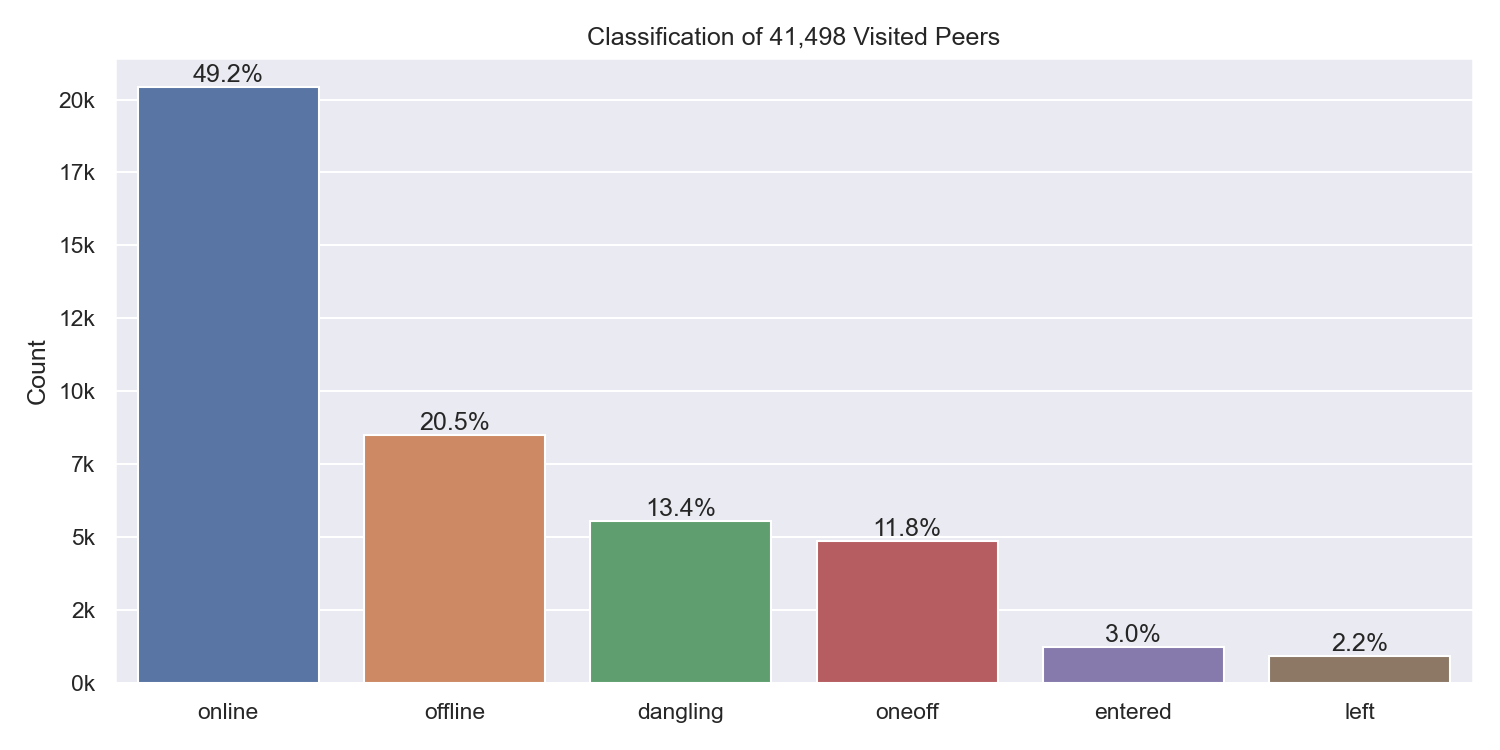 Classification of 41,498 Visited Peers
49.2%
20k
17k
15k
12k
Count
10k
20.5%
7k
13.4%
11.8%
5k
2k
3.0%
2.2%
0k
online offline dangling oneoff entered left